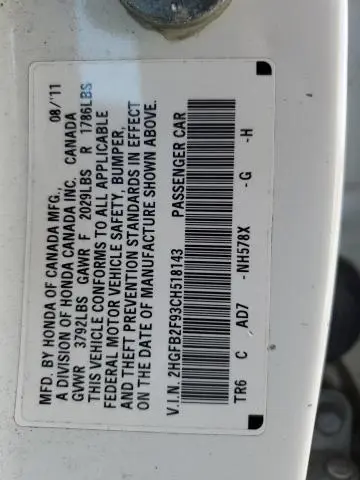 MFD. BY HONDA OF CANADA MFG., 08/'11
A DIVISION OF HONDA CANADA INC. CANADA
GVWR 3792LBS GAWR F 2029LBS R 1786LBS
THIS VEHICLE CONFORMS TO ALL APPLICABLE
FEDERAL MOTOR VEHICLE SAFETY, BUMPER,
AND THEFT PREVENTION STANDARDS IN EFFECT
ON THE DATE OF MANUFACTURE SHOWN ABOVE.
V.I.N. 2HGFB2F93CH518143 PASSENGER CAR
TR6 C AD7 -NH578X -G -H